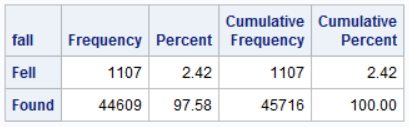 Cumulative Cumulative
fall Frequency Percent Frequency Percent
Fell 1107 2.42 1107 2.42
Found 44609 97.58 45716 100.00